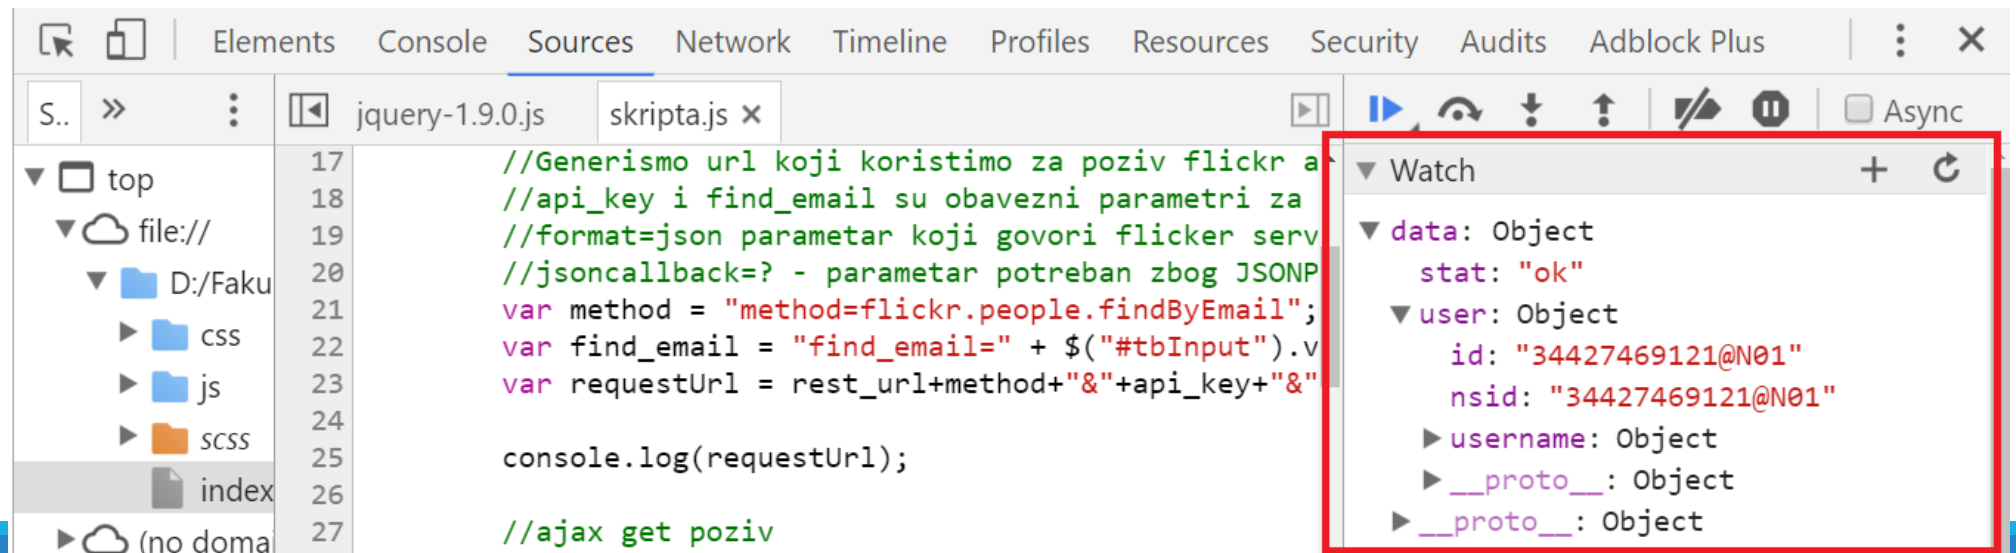 Elements Console Sources Network Timeline Profiles Resources Security Audits Adblock Plus
S.. » jquery-1.9.0.js skripta.js × Async
top
file://
D:/Faku
css
js
scss
index
(no domai
17 //Generismo url koji koristimo za poziv flickr a
18 //api_key i find_email su obavezni parametri za
19 //format=json parametar koji govori flicker serv
20 //jsoncallback=? - parametar potreban zbog JSONP
21 var method = "method=flickr.people.findByEmail";
22 var find_email = "find_email=" + $("#tbInput").v
23 var requestUrl = rest_url+method+"&"+api_key+"&"
24
25 console.log(requestUrl);
26
27 //ajax get poziv
Watch
data: Object
stat: "ok"
user: Object
id: "34427469121@N01"
nsid: "34427469121@N01"
username: Object
__proto__: Object
__proto__: Object